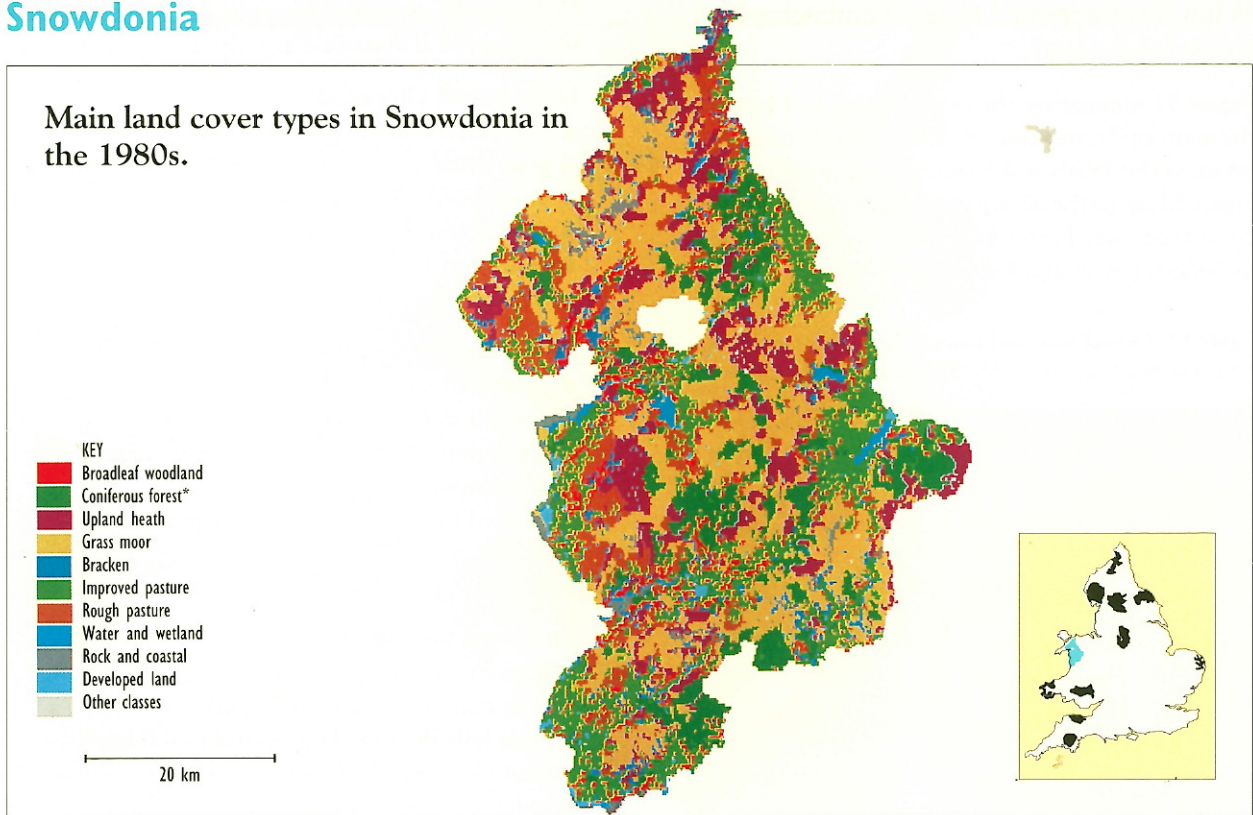 Snowdonia
Main land cover types in Snowdonia in
the 1980s.
KEY
Broadleaf woodland
Coniferous forest*
Upland heath
Grass moor
Bracken
Improved pasture
Rough pasture
Water and wetland
Rock and coastal
Developed land
Other classes
20 km